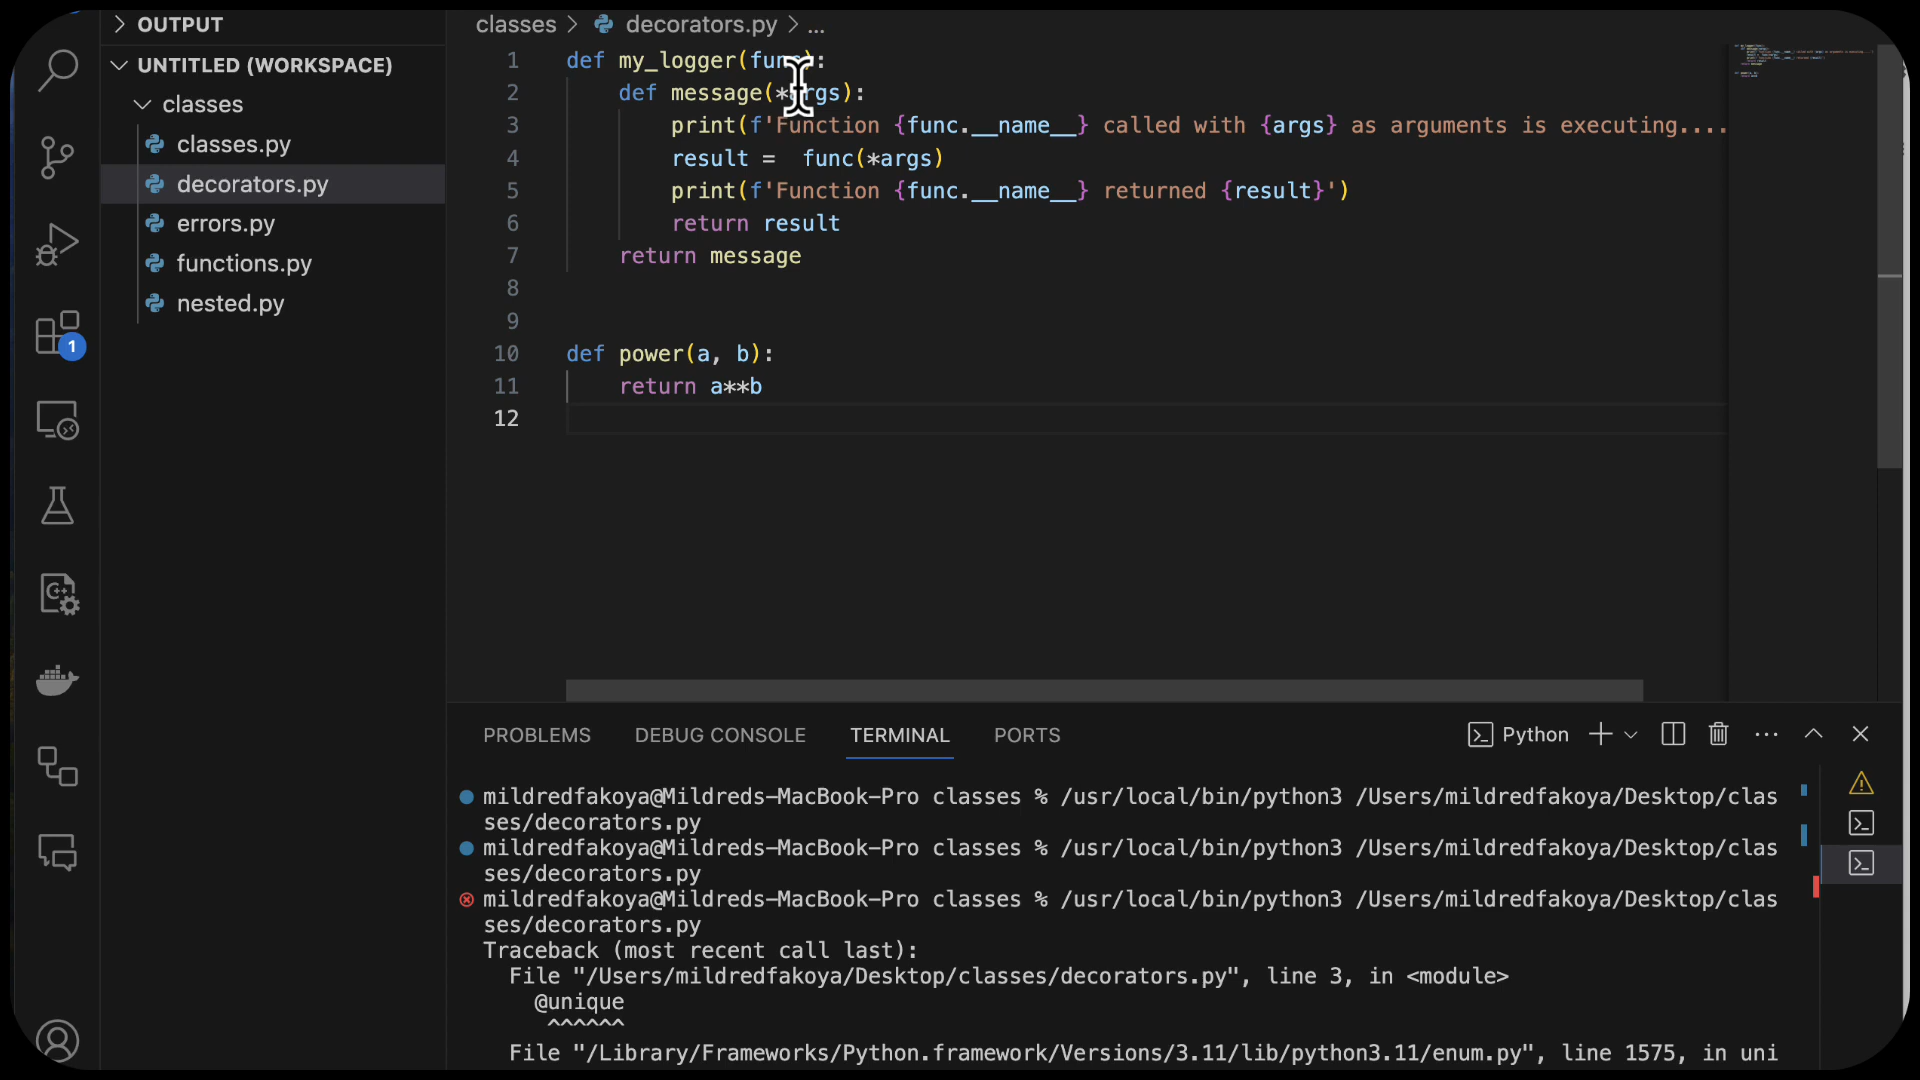 OUTPUT
UNTITLED (WORKSPACE)
classes
classes.py
decorators.py
errors.py
functions.py
nested.py
1
classes > decorators.py > ...
1 def my_logger(func):
2 def message(*args):
3 print(f'Function {func.__name__} called with {args} as arguments is executing....
4 result =  func(*args)
5 print(f'Function {func.__name__} returned {result}')
6 return result
7 return message
8
9
10 def power(a, b):
11 return a**b
12
PROBLEMS DEBUG CONSOLE TERMINAL PORTS Python
mildredfakoya@Mildreds-MacBook-Pro classes % /usr/local/bin/python3 /Users/mildredfakoya/Desktop/clas
ses/decorators.py
mildredfakoya@Mildreds-MacBook-Pro classes % /usr/local/bin/python3 /Users/mildredfakoya/Desktop/clas
ses/decorators.py
mildredfakoya@Mildreds-MacBook-Pro classes % /usr/local/bin/python3 /Users/mildredfakoya/Desktop/clas
ses/decorators.py
Traceback (most recent call last):
File "/Users/mildredfakoya/Desktop/classes/decorators.py", line 3, in <module>
@unique
^^^^^^
File "/Library/Frameworks/Python.framework/Versions/3.11/lib/python3.11/enum.py", line 1575, in uni